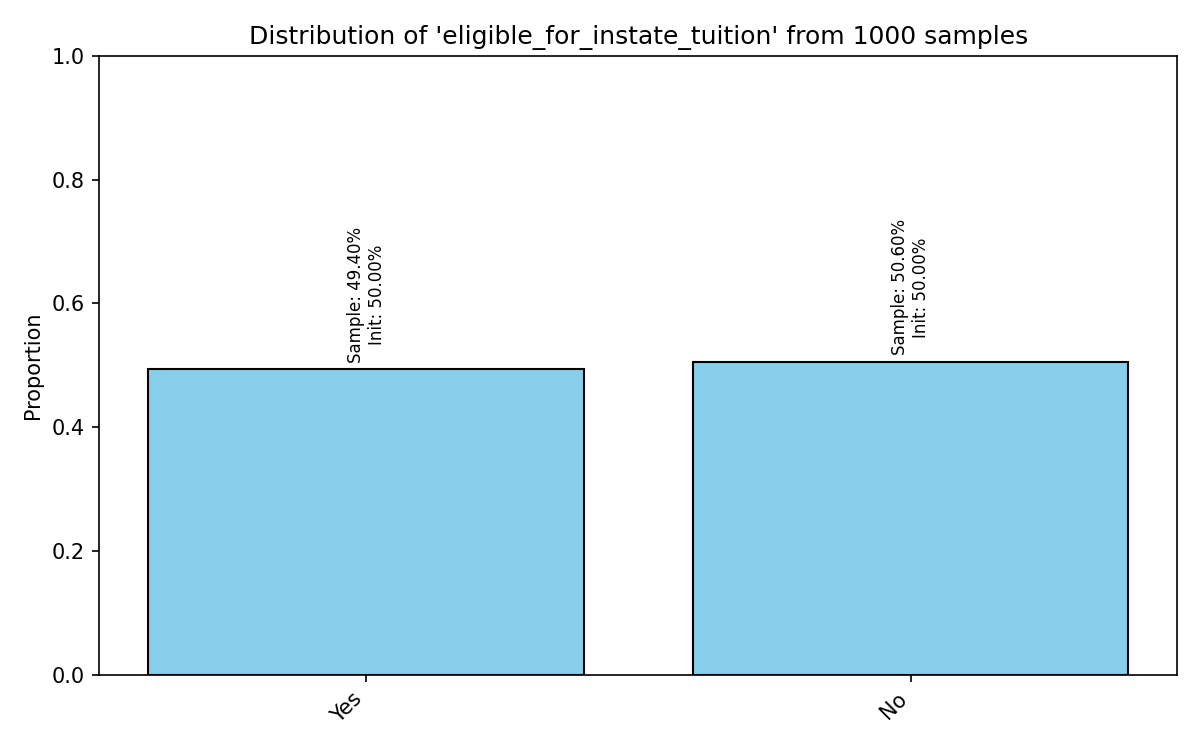 Distribution of 'eligible_for_instate_tuition' from 1000 samples
Proportion
1.0
0.8
0.6
0.4
0.2
0.0
Sample: 49.40%
Init: 50.00%
Sample: 50.60%
Init: 50.00%
Yes
No